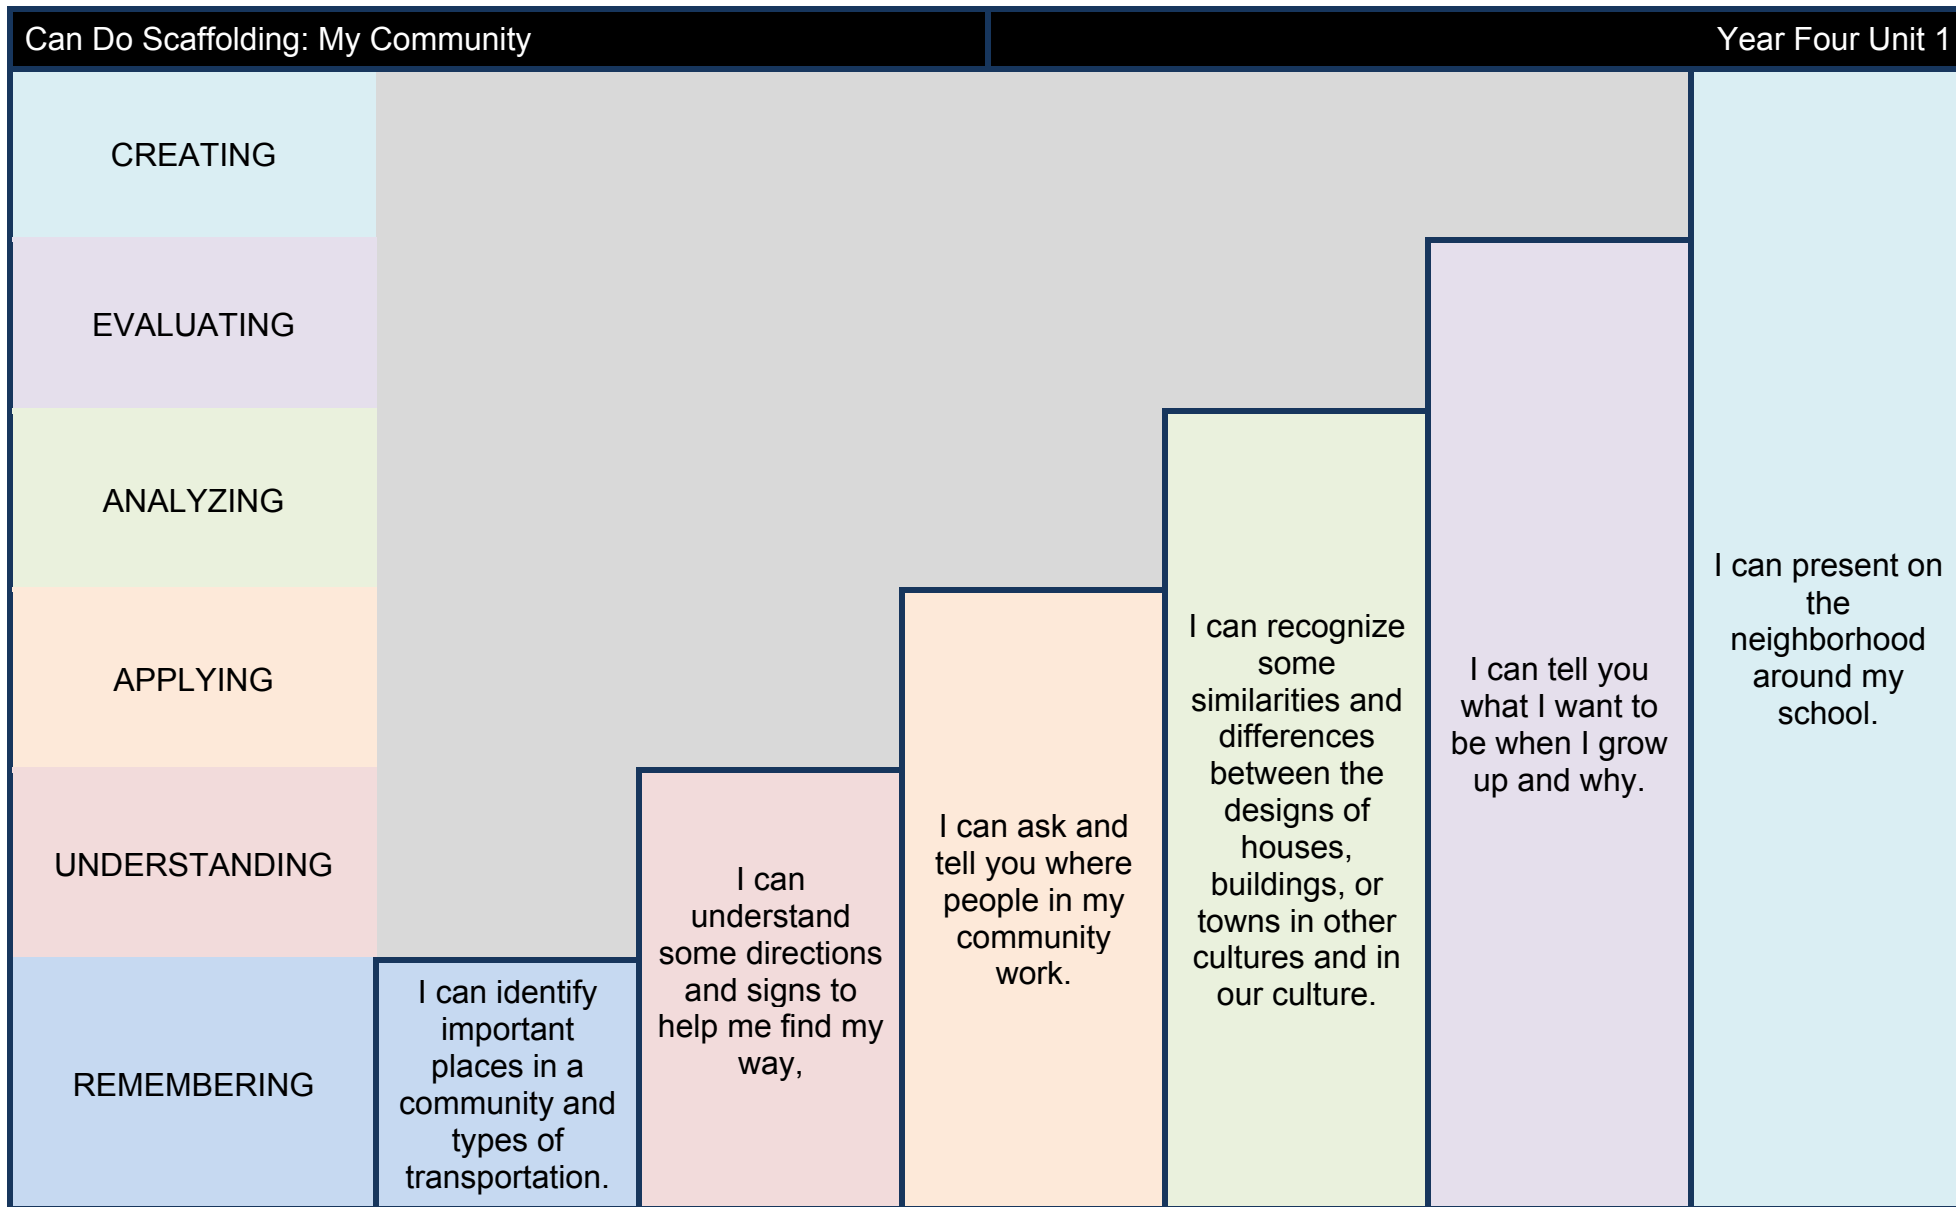 Can Do Scaffolding: My Community
Year Four Unit 1
CREATING
EVALUATING
ANALYZING
APPLYING
UNDERSTANDING
REMEMBERING
I can identify
important
places in a
community and
types of
transportation.
I can
understand
some directions
and signs to
help me find my
way,
I can ask and
tell you where
people in my
community
work.
I can recognize
some
similarities and
differences
between the
designs of
houses,
buildings, or
towns in other
cultures and in
our culture.
I can tell you
what I want to
be when I grow
up and why.
I can present on
the
neighborhood
around my
school.